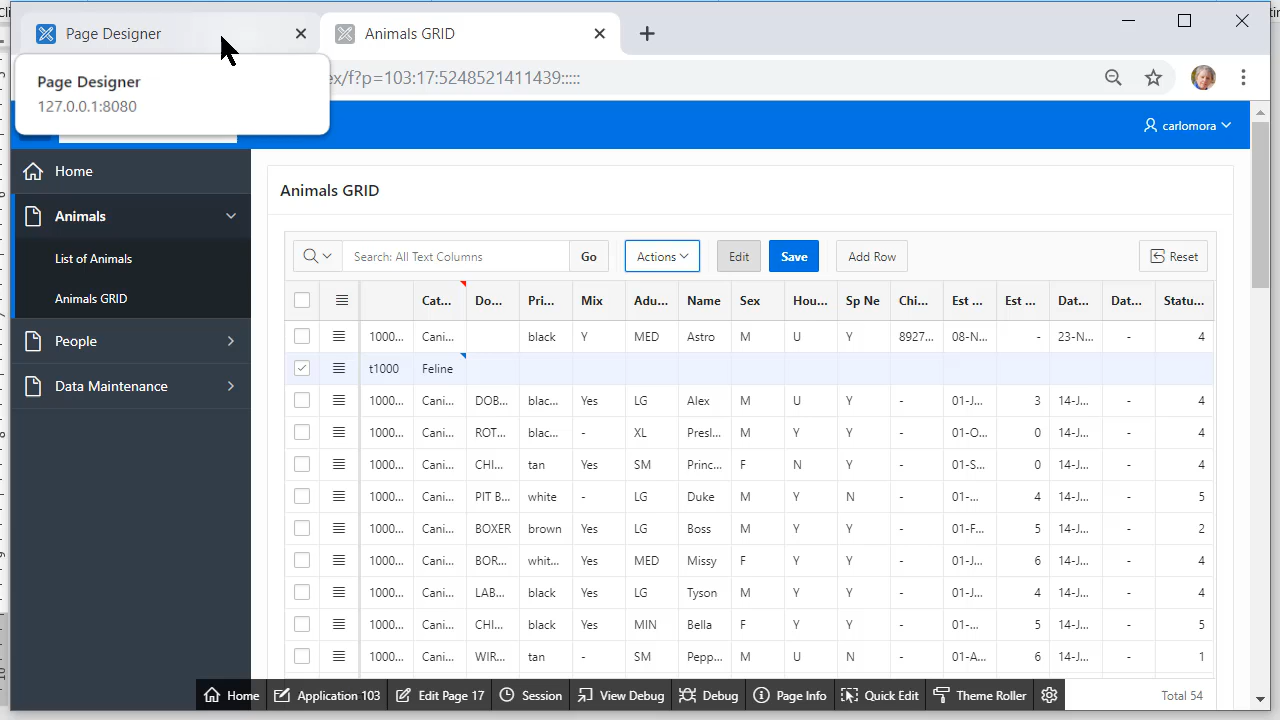 Page Designer
Animals GRID
Page Designer
127.0.0.1:8080
ex/f?p=103:17:5248521411439:::::
carlomora
Home
Animals
List of Animals
Animals GRID
People
Data Maintenance
Animals GRID
Search: All Text Columns
Go
Actions
Edit
Save
Add Row
Reset
Cat... Do... Pri... Mix Adu... Name Sex Hou... Sp Ne Chi... Est ... Est ... Dat... Dat... Statu...
1000... Cani... black Y MED Astro M U Y 8927... 08-N... - 23-N... 4
t1000 Feline
1000... Cani... DOB... blac... Yes LG Alex M U Y - 01-J... 3 14-J... - 4
1000... Cani... ROT... blac... - XL Presl... M Y Y - 01-O... 0 14-J... - 4
1000... Cani... CHI... tan Yes SM Princ... F N Y - 01-S... 0 14-J... - 4
1000... Cani... PIT B... white - LG Duke M Y N - 01-... 4 14-J... - 5
1000... Cani... BOXER brown Yes LG Boss M Y Y - 01-F... 5 14-J... - 2
1000... Cani... BOR... whit... Yes MED Missy F Y Y - 01-J... 6 14-J... - 4
1000... Cani... LAB... black Yes LG Tyson M Y Y - 01-J... 4 14-J... - 4
1000... Cani... CHI... black Yes MIN Bella F Y Y - 01-... 5 14-J... - 5
1000... Cani... WIR... tan - SM Pepp... M U N - 01-A... 6 14-J... - 1
Home
Application 103
Edit Page 17
Session
View Debug
Debug
Page Info
Quick Edit
Theme Roller
Total 54